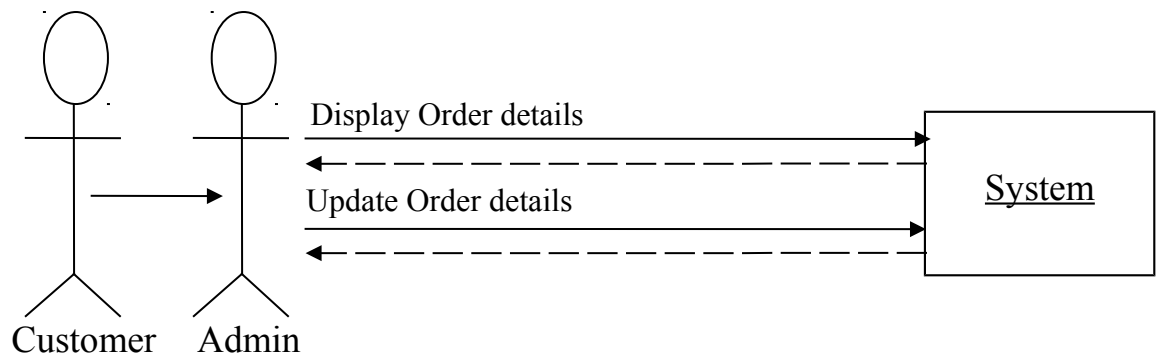 Display Order details
Update Order details
System
Customer
Admin